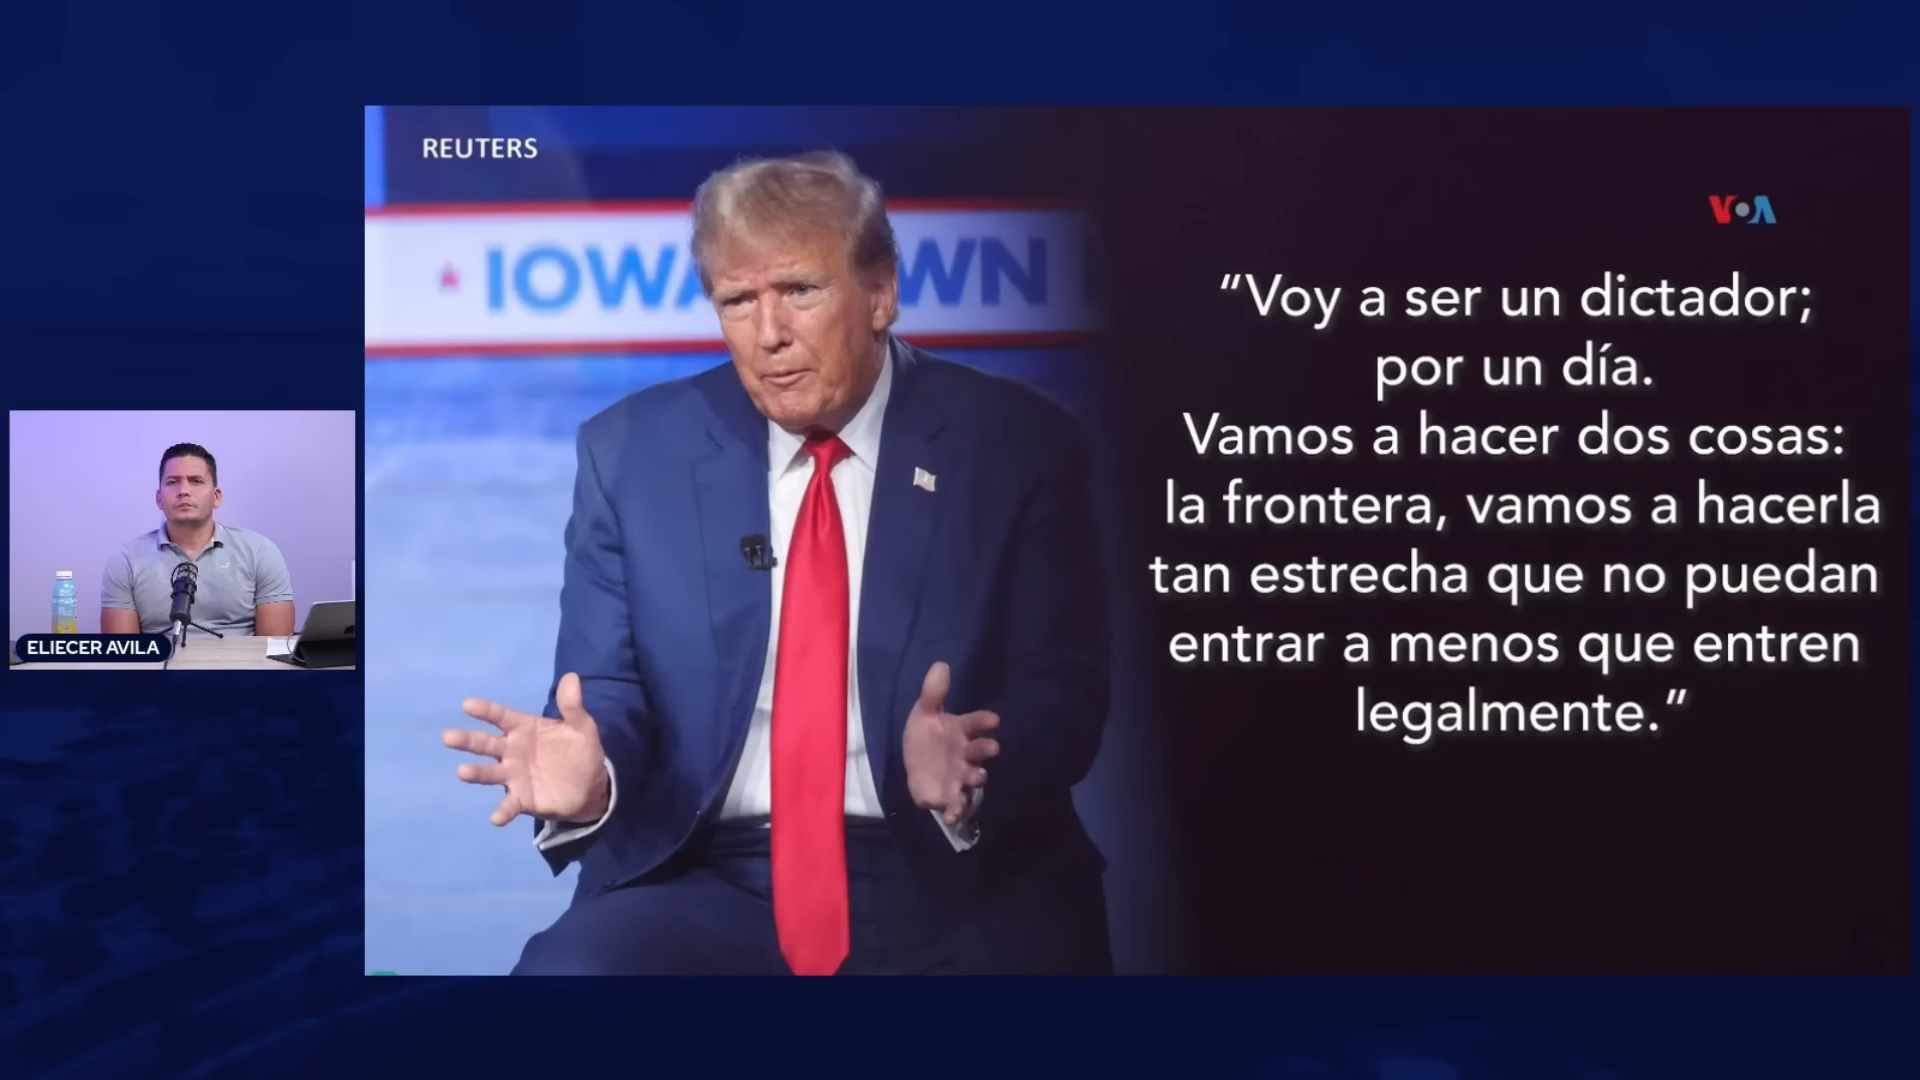 REUTERS
VOA
IOWA WN
“Voy a ser un dictador;
por un día.
Vamos a hacer dos cosas:
la frontera, vamos a hacerla
tan estrecha que no puedan
entrar a menos que entren
legalmente.”
ELIECER AVILA